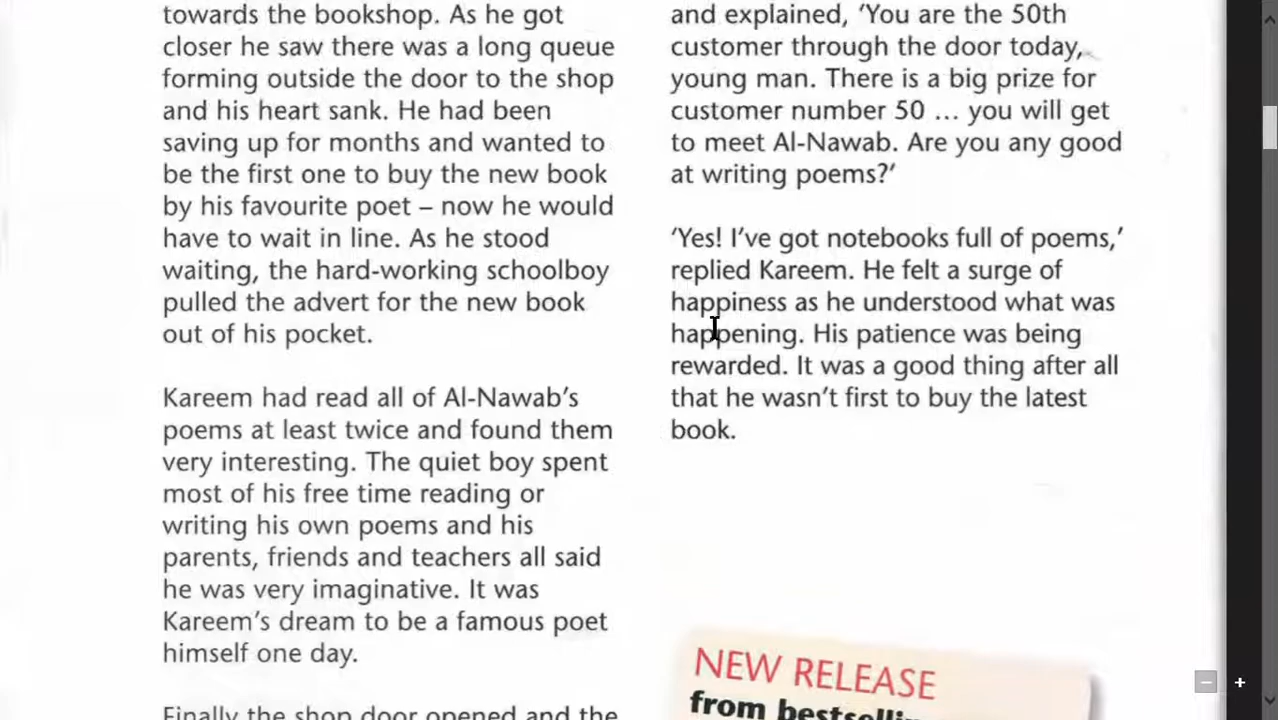 towards the bookshop. As he got
closer he saw there was a long queue
forming outside the door to the shop
and his heart sank. He had been
saving up for months and wanted to
be the first one to buy the new book
by his favourite poet – now he would
have to wait in line. As he stood
waiting, the hard-working schoolboy
pulled the advert for the new book
out of his pocket.
Kareem had read all of Al-Nawab’s
poems at least twice and found them
very interesting. The quiet boy spent
most of his free time reading or
writing his own poems and his
parents, friends and teachers all said
he was very imaginative. It was
Kareem’s dream to be a famous poet
himself one day.
Finally the shop door opened and the
and explained, ‘You are the 50th
customer through the door today,
young man. There is a big prize for
customer number 50 … you will get
to meet Al-Nawab. Are you any good
at writing poems?’
‘Yes! I’ve got notebooks full of poems,’
replied Kareem. He felt a surge of
happiness as he understood what was
happening. His patience was being
rewarded. It was a good thing after all
that he wasn’t first to buy the latest
book.
NEW RELEASE
from